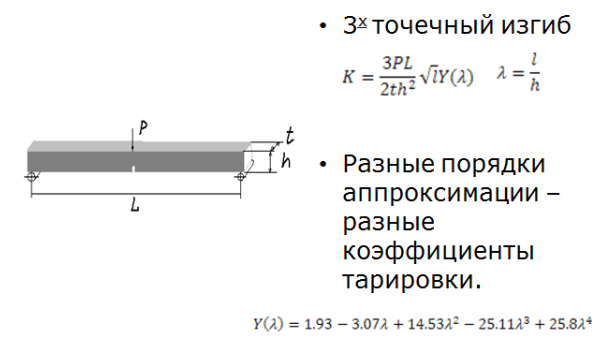 • 3х точечный изгиб
K = 3PL / 2th² √l Y(λ) λ = l / h
P
t
h
L
• Разные порядки
аппроксимации –
разные
коэффициенты
тарировки.
Y(λ) = 1.93 − 3.07λ + 14.53λ² − 25.11λ³ + 25.8λ⁴